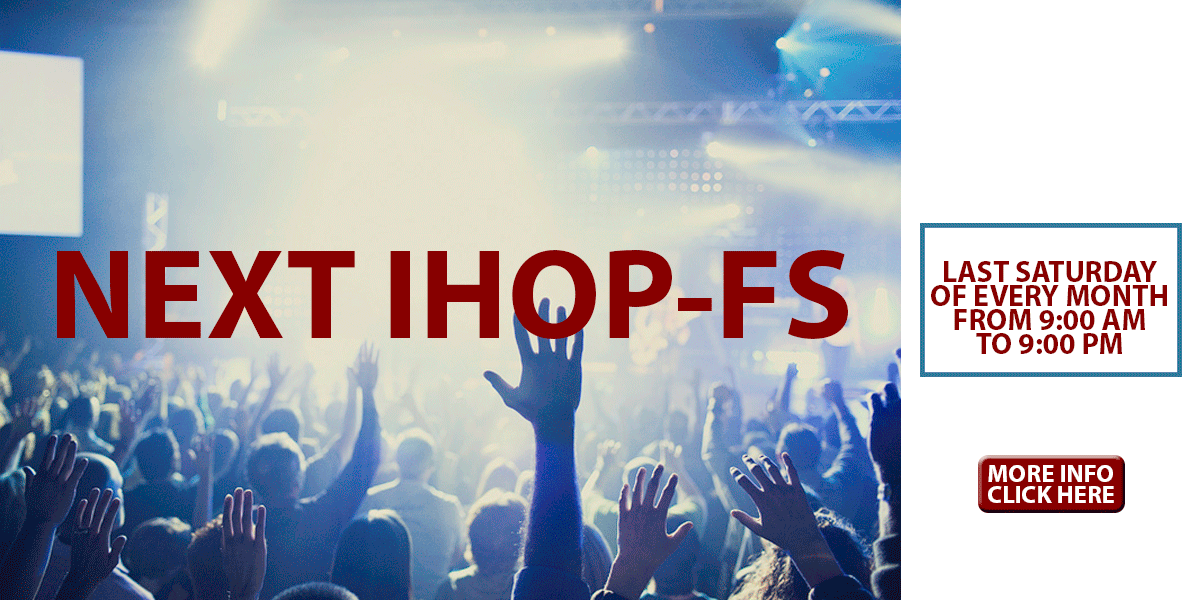 NEXT IHOP-FS
LAST SATURDAY
OF EVERY MONTH
FROM 9:00 AM
TO 9:00 PM
MORE INFO
CLICK HERE